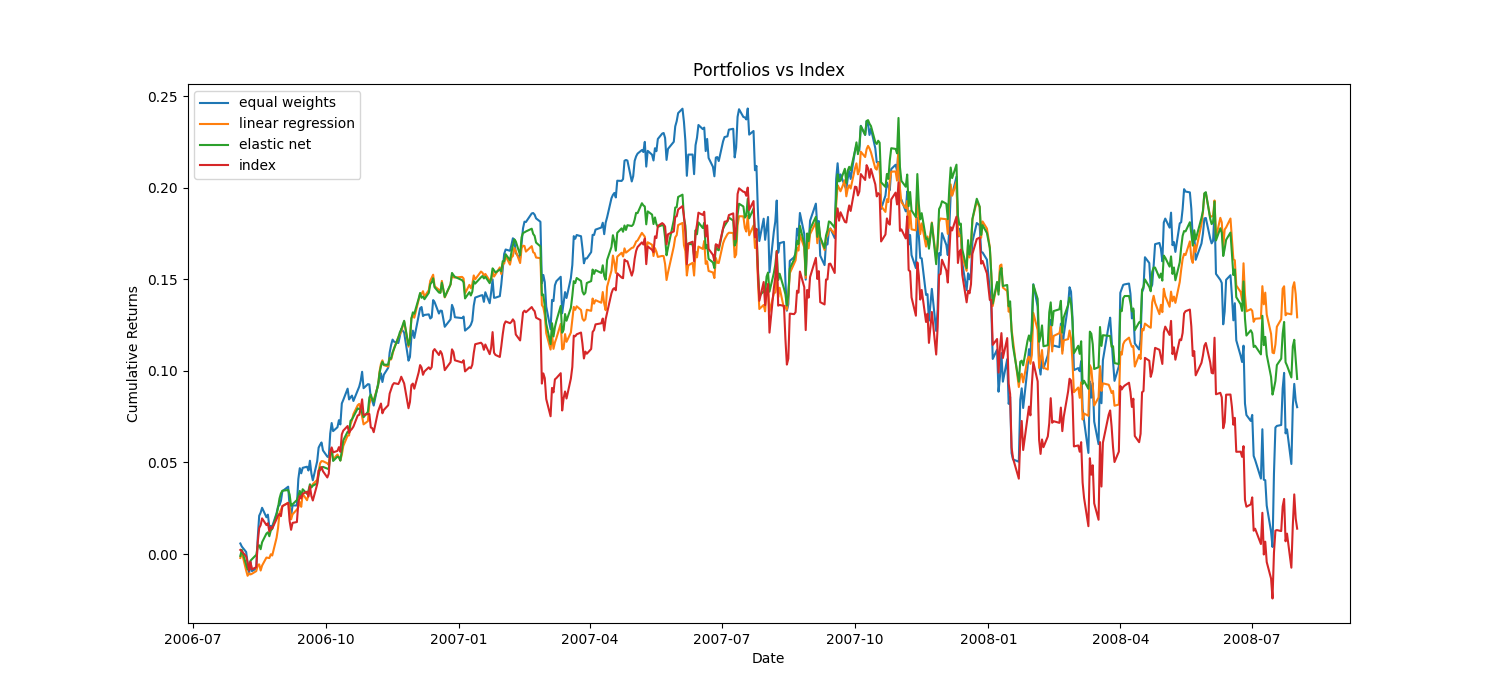 Portfolios vs Index
equal weights
linear regression
elastic net
index
Cumulative Returns
0.25
0.20
0.15
0.10
0.05
0.00
2006-07 2006-10 2007-01 2007-04 2007-07 2007-10 2008-01 2008-04 2008-07
Date